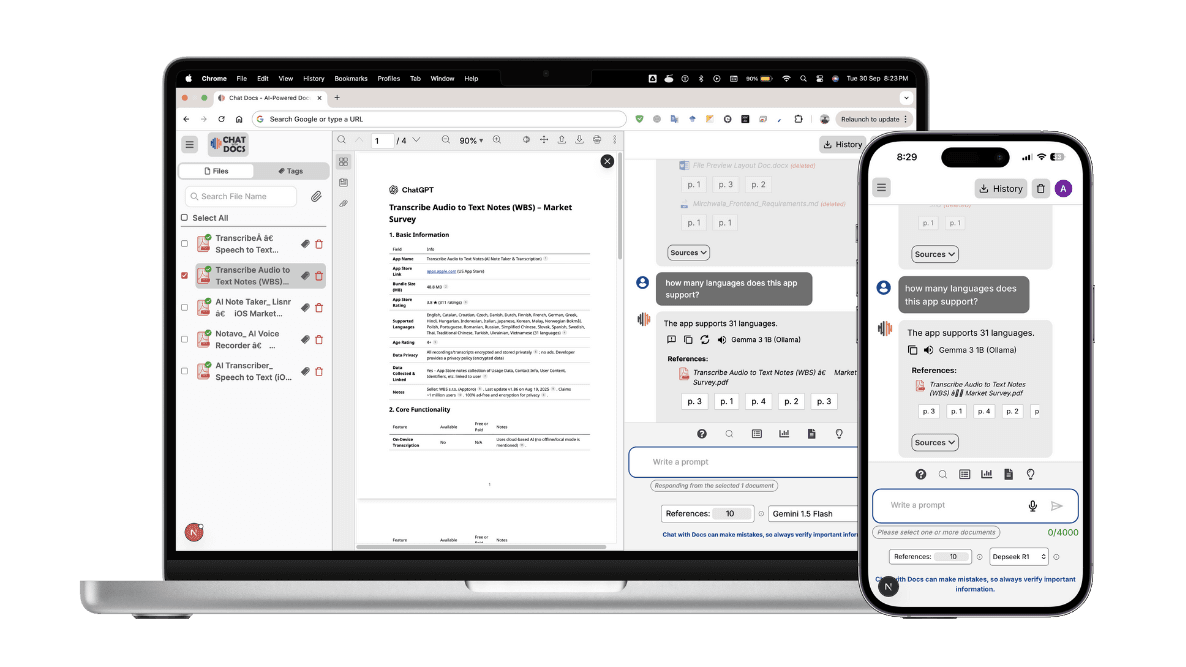 Chrome File Edit View History Bookmarks Profiles Tab Window Help
90% Tue 30 Sep 8:23 PM
Chat Docs - AI-Powered Doc
Search Google or type a URL
Relaunch to update
CHAT
DOCS
Files
Tags
Search File Name
Select All
TranscribeÂ â€
Speech to Text...
Transcribe Audio to
Text Notes (WBS)...
AI Note Taker_ Lisnr
â€ iOS Market...
Notavo_ AI Voice
Recorder â€ ...
AI Transcriber_
Speech to Text (iO...
N
1 / 4
90%
ChatGPT
Transcribe Audio to Text Notes (WBS) – Market
Survey
1. Basic Information
Field Info
App Name Transcribe Audio to Text Notes (AI Note Taker & Transcription)
App Store
Link
apps.apple.com (US App Store)
Bundle Size
(MB)
40.8 MB
App Store
Rating
Supported
Languages
English, Catalan, Croatian, Czech, Danish, Dutch, Finnish, French, German, Greek,
Hindi, Hungarian, Indonesian, Italian, Japanese, Korean, Malay, Norwegian Bokmål,
Polish, Portuguese, Romanian, Russian, Simplified Chinese, Slovak, Spanish, Swedish,
Thai, Traditional Chinese, Turkish, Ukrainian, Vietnamese (31 languages)
Age Rating 4+
Data Privacy
All recordings/transcripts encrypted and stored privately ; no ads. Developer
provides a privacy policy (encrypted data)
Data
Collected &
Linked
Yes – App Store notes collection of Usage Data, Contact Info, User Content,
Identifiers, etc. linked to user
Notes
Seller: WBS s.r.o. (Apptoro) . Last update v1.86 on Aug 19, 2025 . Claims
>1 million users . 100% ad-free and encryption for privacy .
2. Core Functionality
Feature Available Free or
Paid Notes
On-Device
Transcription
No N/A Uses cloud-based AI (no offline/local mode is
mentioned) .
1
Feature Available Free or
Paid Notes
History
File Preview Layout Doc.docs (deleted)
p. 1 p. 3 p. 2
Mirchwala_Frontend_Requirements.md (deleted)
p. 1 p. 1
Sources
how many languages does this app
support?
The app supports 31 languages.
Gemma 3 1B (Ollama)
References:
Transcribe Audio to Text Notes (WBS) â€ Market
Survey.pdf
p. 3 p. 1 p. 4 p. 2 p. 3
Write a prompt
Responding from the selected 1 document
References: 10
Gemini 1.5 Flash
Chat with Docs can make mistakes, so always verify important infor
8:29
History
A
p. 1 p. 1
Sources
how many languages does
this app support?
The app supports 31 languages.
Gemma 3 1B (Ollama)
References:
Transcribe Audio to Text Notes
Market Survey.pdf
p. 3 p. 1 p. 4 p. 2 p
Sources
Write a prompt
Please select one or more documents
0/4000
References: 10
Depseek R1
with Docs can make mistakes, so always verify important
information.
N